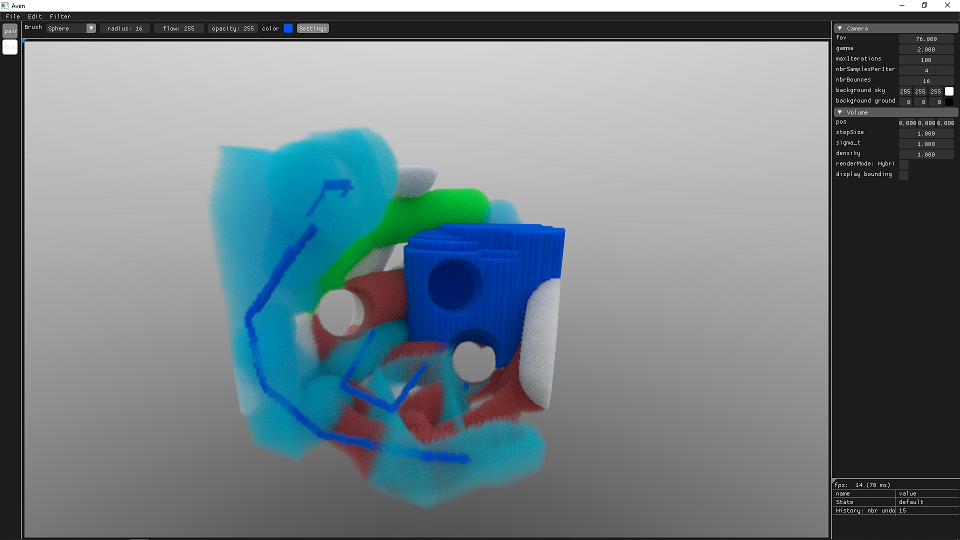 Aven
File Edit Filter
Brush Sphere radius: 16 flow: 255 opacity: 255 color Settings
pai
Camera
fov 76.000
gamma 2.000
maxIterations 100
nbrSamplesPerIter 4
nbrBounces 16
background sky 255 255 255
background ground 0 0 0
Volume
pos 0.000 0.000 0.000
stepSize 1.000
sigma_t 1.000
density 1.000
renderMode: Hybri
display bounding
fps: 14 (70 ms)
name value
State default
History: nbr undo 15